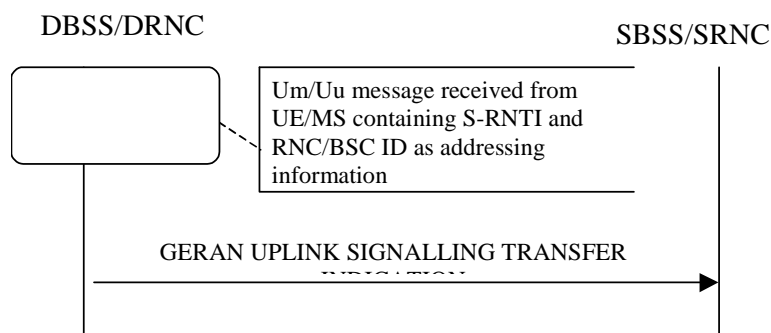 DBSS/DRNC
SBSS/SRNC
Um/Uu message received from
UE/MS containing S-RNTI and
RNC/BSC ID as addressing
information
GERAN UPLINK SIGNALLING TRANSFER
INDICATION